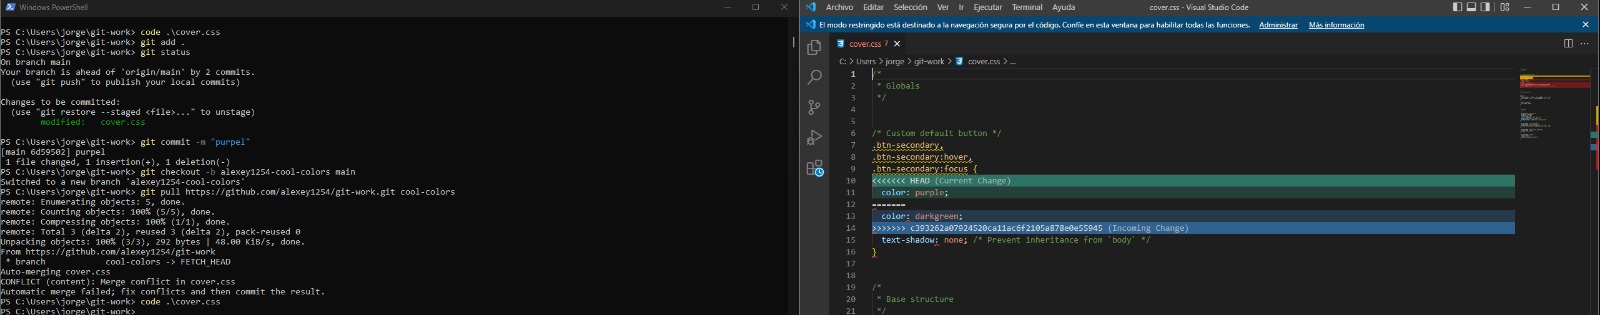 Windows PowerShell
PS C:\Users\jorge\git-work> code .\cover.css
PS C:\Users\jorge\git-work> git add .
PS C:\Users\jorge\git-work> git status
On branch main
Your branch is ahead of 'origin/main' by 2 commits.
(use "git push" to publish your local commits)
Changes to be committed:
(use "git restore --staged <file>..." to unstage)
modified: cover.css
PS C:\Users\jorge\git-work> git commit -m "purpel"
[main 6d59502] purpel
1 file changed, 1 insertion(+), 1 deletion(-)
PS C:\Users\jorge\git-work> git checkout -b alexey1254-cool-colors main
Switched to a new branch 'alexey1254-cool-colors'
PS C:\Users\jorge\git-work> git pull https://github.com/alexey1254/git-work.git cool-colors
remote: Enumerating objects: 5, done.
remote: Counting objects: 100% (5/5), done.
remote: Compressing objects: 100% (1/1), done.
remote: Total 3 (delta 2), reused 3 (delta 2), pack-reused 0
Unpacking objects: 100% (3/3), 292 bytes | 48.00 KiB/s, done.
From https://github.com/alexey1254/git-work
* branch cool-colors -> FETCH_HEAD
Auto-merging cover.css
CONFLICT (content): Merge conflict in cover.css
Automatic merge failed; fix conflicts and then commit the result.
PS C:\Users\jorge\git-work> code .\cover.css
PS C:\Users\jorge\git-work>
Archivo Editar Selección Ver Ir Ejecutar Terminal Ayuda cover.css - Visual Studio Code
El modo restringido está destinado a la navegación segura por el código. Confíe en esta ventana para habilitar todas las funciones. Administrar Más información
cover.css 7
C: > Users > jorge > git-work > cover.css > ...
1 /*
2 * Globals
3 */
4
5
6 /* Custom default button */
7 .btn-secondary,
8 .btn-secondary:hover,
9 .btn-secondary:focus {
10 <<<<<<< HEAD (Current Change)
11 color: purple;
12 =======
13 color: darkgreen;
14 >>>>>>> c393262a07924520ca11ac6f2105a878e0e55945 (Incoming Change)
15 text-shadow: none; /* Prevent inheritance from `body` */
16 }
17
18
19 /*
20 * Base structure
21 */